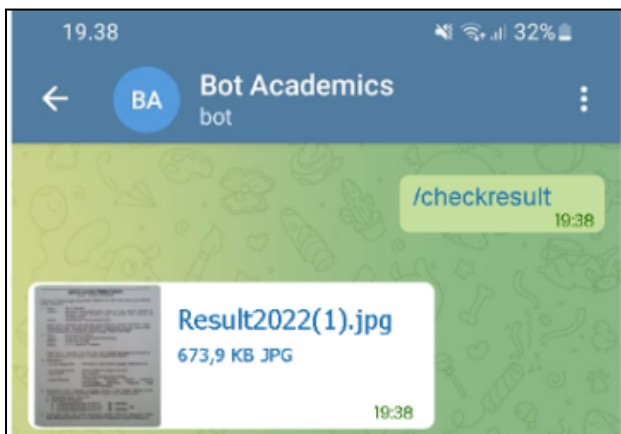 19.38
32%
BA
Bot Academics
bot
/checkresult
19:38
Result2022(1).jpg
673,9 KB JPG
19:38